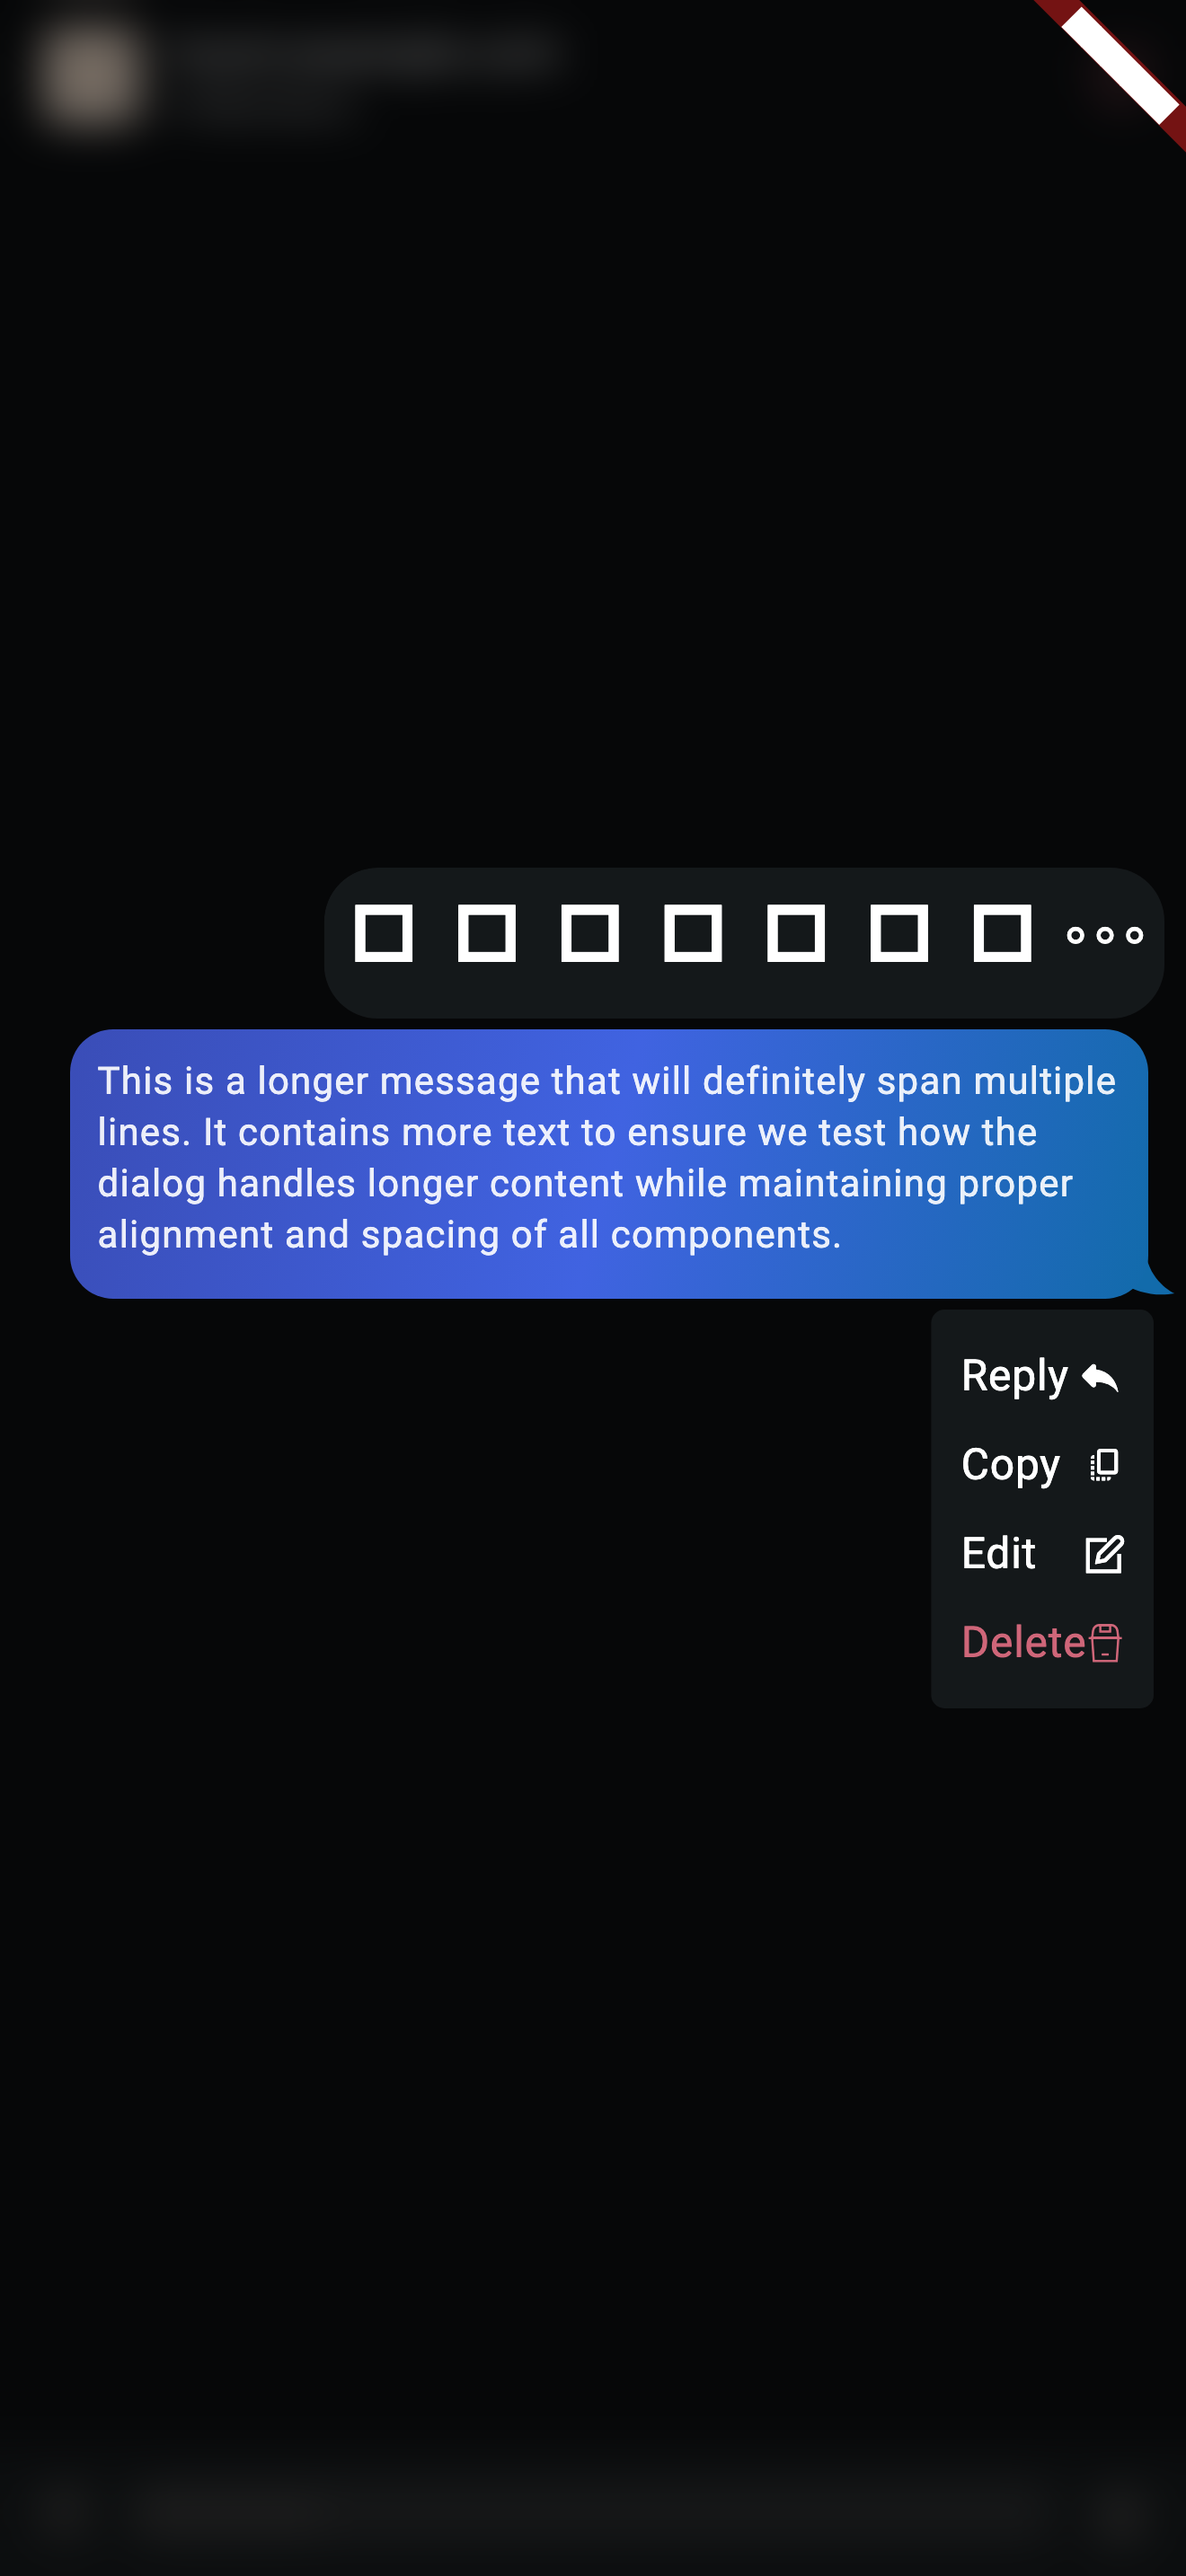 This is a longer message that will definitely span multiple
lines. It contains more text to ensure we test how the
dialog handles longer content while maintaining proper
alignment and spacing of all components.
Reply
Copy
Edit
Delete